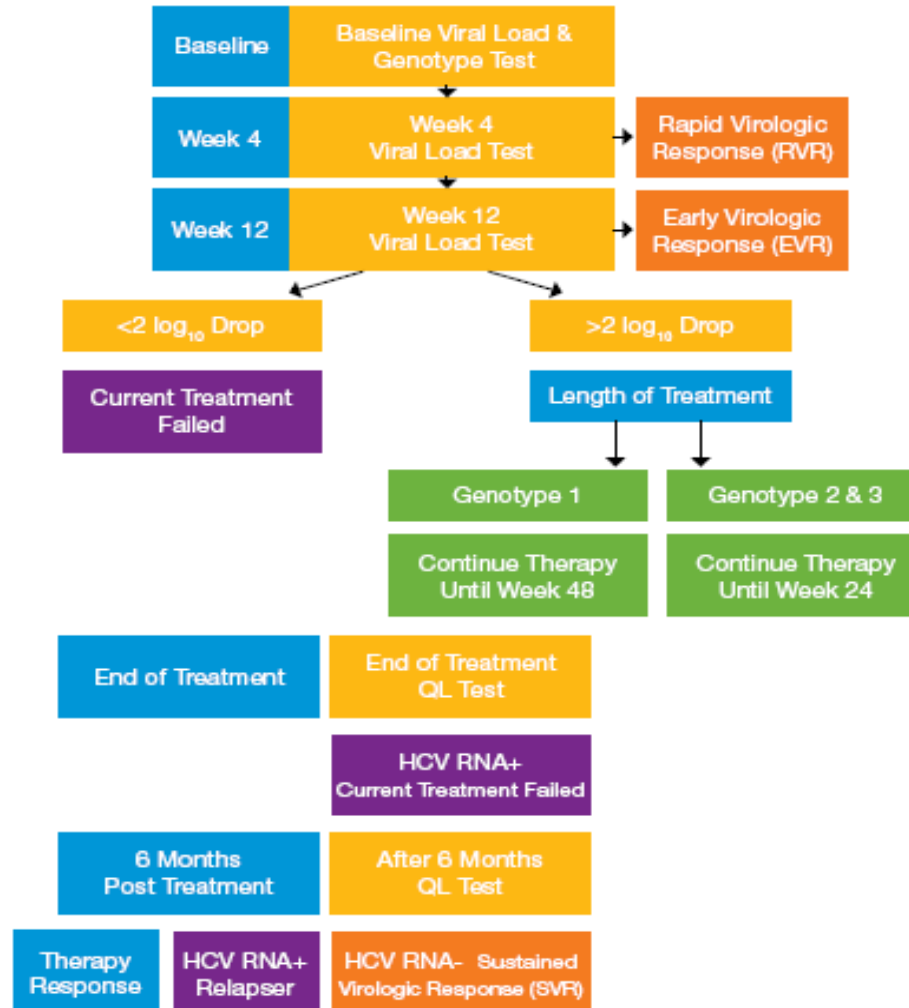 Baseline
Baseline Viral Load &
Genotype Test
Week 4
Week 4
Viral Load Test
Rapid Virologic
Response (RVR)
Week 12
Week 12
Viral Load Test
Early Virologic
Response (EVR)
<2 log₁₀ Drop
>2 log₁₀ Drop
Current Treatment
Failed
Length of Treatment
Genotype 1
Genotype 2 & 3
Continue Therapy
Until Week 48
Continue Therapy
Until Week 24
End of Treatment
End of Treatment
QL Test
HCV RNA+
Current Treatment Failed
6 Months
Post Treatment
After 6 Months
QL Test
Therapy
Response
HCV RNA+
Relapser
HCV RNA- Sustained
Virologic Response (SVR)